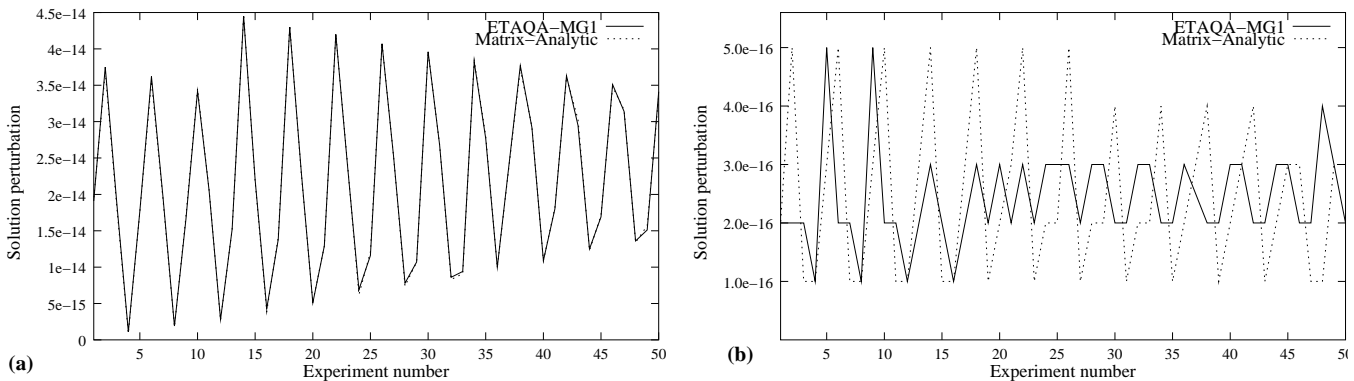 4.5e−14
4e−14
3.5e−14
3e−14
2.5e−14
2e−14
1.5e−14
1e−14
5e−15
0
Solution perturbation
ETAQA−MG1
Matrix−Analytic
5 10 15 20 25 30 35 40 45 50
Experiment number
(a)
5.0e−16
4.0e−16
3.0e−16
2.0e−16
1.0e−16
Solution perturbation
ETAQA−MG1
Matrix−Analytic
5 10 15 20 25 30 35 40 45 50
Experiment number
(b)